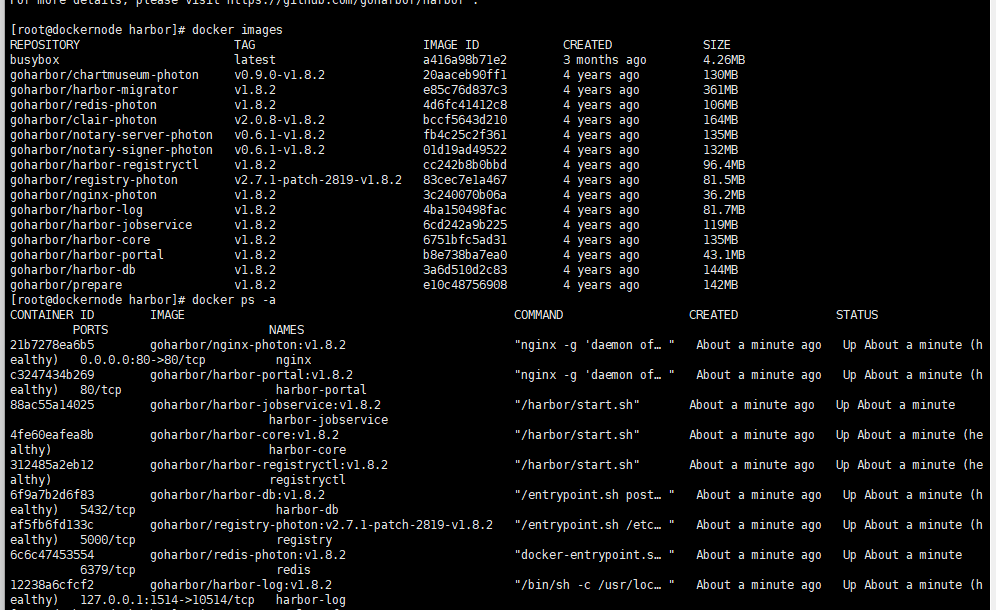 For more details, please visit https://github.com/goharbor/harbor .
[root@dockernode harbor]# docker images
REPOSITORY TAG IMAGE ID CREATED SIZE
busybox latest a416a98b71e2 3 months ago 4.26MB
goharbor/chartmuseum-photon v0.9.0-v1.8.2 20aaceb90ff1 4 years ago 130MB
goharbor/harbor-migrator v1.8.2 e85c76d837c3 4 years ago 361MB
goharbor/redis-photon v1.8.2 4d6fc41412c8 4 years ago 106MB
goharbor/clair-photon v2.0.8-v1.8.2 bccf5643d210 4 years ago 164MB
goharbor/notary-server-photon v0.6.1-v1.8.2 fb4c25c2f361 4 years ago 135MB
goharbor/notary-signer-photon v0.6.1-v1.8.2 01d19ad49522 4 years ago 132MB
goharbor/harbor-registryctl v1.8.2 cc242b8b0bbd 4 years ago 96.4MB
goharbor/registry-photon v2.7.1-patch-2819-v1.8.2 83cec7e1a467 4 years ago 81.5MB
goharbor/nginx-photon v1.8.2 3c240070b06a 4 years ago 36.2MB
goharbor/harbor-log v1.8.2 4ba150498fac 4 years ago 81.7MB
goharbor/harbor-jobservice v1.8.2 6cd242a9b225 4 years ago 119MB
goharbor/harbor-core v1.8.2 6751bfc5ad31 4 years ago 135MB
goharbor/harbor-portal v1.8.2 b8e738ba7ea0 4 years ago 43.1MB
goharbor/harbor-db v1.8.2 3a6d510d2c83 4 years ago 144MB
goharbor/prepare v1.8.2 e10c48756908 4 years ago 142MB
[root@dockernode harbor]# docker ps -a
CONTAINER ID IMAGE COMMAND CREATED STATUS
PORTS NAMES
21b7278ea6b5 goharbor/nginx-photon:v1.8.2 "nginx -g 'daemon of… " About a minute ago Up About a minute (h
ealthy) 0.0.0.0:80->80/tcp nginx
c3247434b269 goharbor/harbor-portal:v1.8.2 "nginx -g 'daemon of… " About a minute ago Up About a minute (h
ealthy) 80/tcp harbor-portal
88ac55a14025 goharbor/harbor-jobservice:v1.8.2 "/harbor/start.sh" About a minute ago Up About a minute
harbor-jobservice
4fe60eafea8b goharbor/harbor-core:v1.8.2 "/harbor/start.sh" About a minute ago Up About a minute (he
althy) harbor-core
312485a2eb12 goharbor/harbor-registryctl:v1.8.2 "/harbor/start.sh" About a minute ago Up About a minute (he
althy) registryctl
6f9a7b2d6f83 goharbor/harbor-db:v1.8.2 "/entrypoint.sh post… " About a minute ago Up About a minute (h
ealthy) 5432/tcp harbor-db
af5fb6fd133c goharbor/registry-photon:v2.7.1-patch-2819-v1.8.2 "/entrypoint.sh /etc… " About a minute ago Up About a minute (h
ealthy) 5000/tcp registry
6c6c47453554 goharbor/redis-photon:v1.8.2 "docker-entrypoint.s… " About a minute ago Up About a minute
6379/tcp redis
12238a6cfcf2 goharbor/harbor-log:v1.8.2 "/bin/sh -c /usr/loc… " About a minute ago Up About a minute (h
ealthy) 127.0.0.1:1514->10514/tcp harbor-log